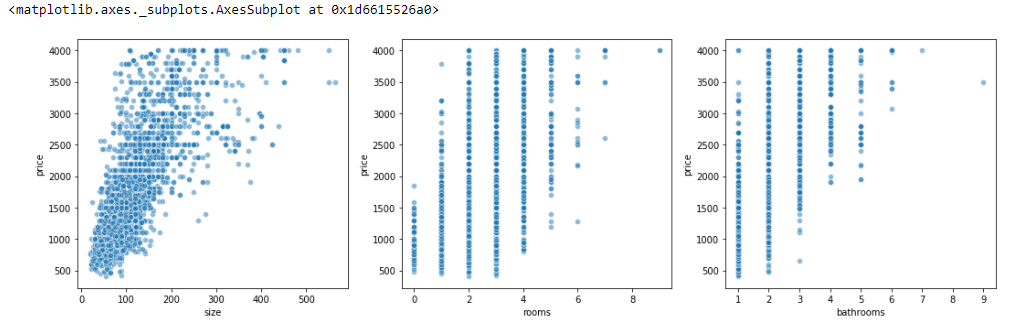 <matplotlib.axes._subplots.AxesSubplot at 0x1d6615526a0>
4000
3500
3000
2500
2000
1500
1000
500
price
0 100 200 300 400 500
size
4000
3500
3000
2500
2000
1500
1000
500
price
0 2 4 6 8
rooms
4000
3500
3000
2500
2000
1500
1000
500
price
1 2 3 4 5 6 7 8 9
bathrooms